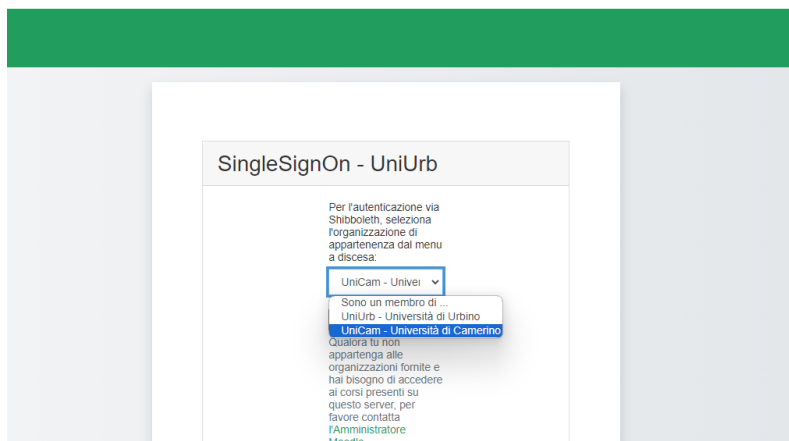 SingleSignOn - UniUrb
Per l'autenticazione via
Shibboleth, seleziona
l'organizzazione di
appartenenza dal menu
a discesa:
UniCam - Univer
Sono un membro di ...
UniUrb - Università di Urbino
UniCam - Università di Camerino
Qualora tu non
appartenga alle
organizzazioni fornite e
hai bisogno di accedere
ai corsi presenti su
questo server, per
favore contatta
l'Amministratore
Moodle